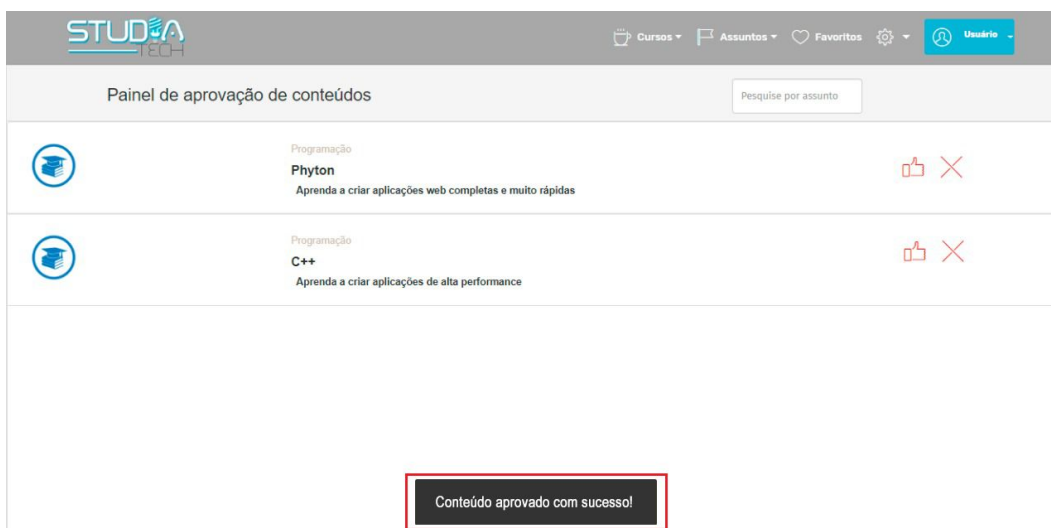 STUDIA
TECH
Cursos Assuntos Favoritos Usuário
Painel de aprovação de conteúdos Pesquise por assunto
Programação
Phyton
Aprenda a criar aplicações web completas e muito rápidas
Programação
C++
Aprenda a criar aplicações de alta performance
Conteúdo aprovado com sucesso!